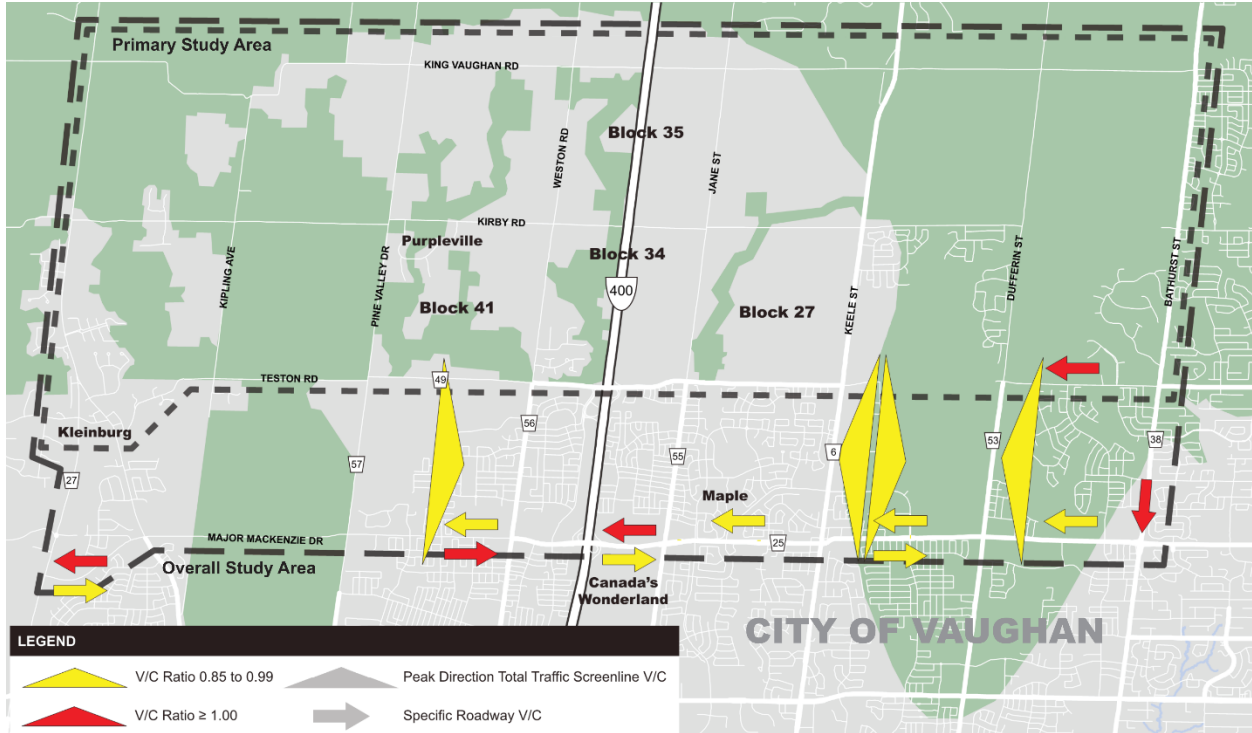 Primary Study Area
KING VAUGHAN RD
Block 35
WESTON RD
JANE ST
KIRBY RD
Purpleville
Block 34
KIPLING AVE
PINE VALLEY DR
400
Block 41
Block 27
KEELE ST
DUFFERIN ST
BATHURST ST
TESTON RD
49
Kleinburg
56
57
55
6
53
38
27
Maple
MAJOR MACKENZIE DR
25
Overall Study Area
Canada's
Wonderland
CITY OF VAUGHAN
LEGEND
V/C Ratio 0.85 to 0.99
Peak Direction Total Traffic Screenline V/C
V/C Ratio ≥ 1.00
Specific Roadway V/C